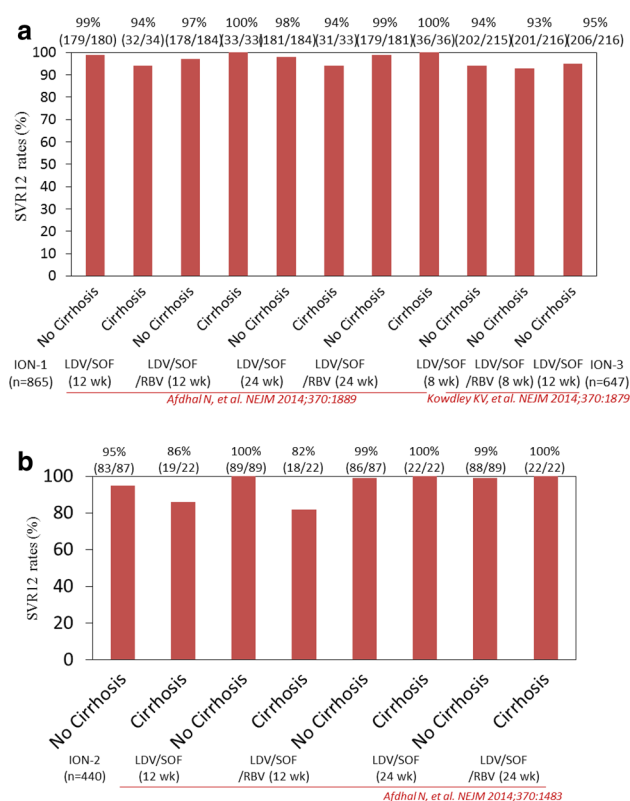 a
99% 94% 97% 100% 98% 94% 99% 100% 94% 93% 95%
(179/180) (32/34) (178/184) (33/33) (181/184) (31/33) (179/181) (36/36) (202/215) (201/216) (206/216)
SVR12 rates (%)
100
90
80
70
60
50
40
30
20
10
0
No Cirrhosis Cirrhosis No Cirrhosis Cirrhosis No Cirrhosis Cirrhosis No Cirrhosis Cirrhosis No Cirrhosis No Cirrhosis No Cirrhosis
ION-1 LDV/SOF LDV/SOF LDV/SOF LDV/SOF LDV/SOF LDV/SOF LDV/SOF ION-3
(n=865) (12 wk) /RBV (12 wk) (24 wk) /RBV (24 wk) (8 wk) /RBV (8 wk) (12 wk) (n=647)
Afdhal N, et al. NEJM 2014;370:1889 Kowdley KV, et al. NEJM 2014;370:1879
b
95% 86% 100% 82% 99% 100% 99% 100%
(83/87) (19/22) (89/89) (18/22) (86/87) (22/22) (88/89) (22/22)
SVR12 rates (%)
100
80
60
40
20
0
No Cirrhosis Cirrhosis No Cirrhosis Cirrhosis No Cirrhosis Cirrhosis No Cirrhosis Cirrhosis
ION-2 LDV/SOF LDV/SOF LDV/SOF LDV/SOF
(n=440) (12 wk) /RBV (12 wk) (24 wk) /RBV (24 wk)
Afdhal N, et al. NEJM 2014;370:1483